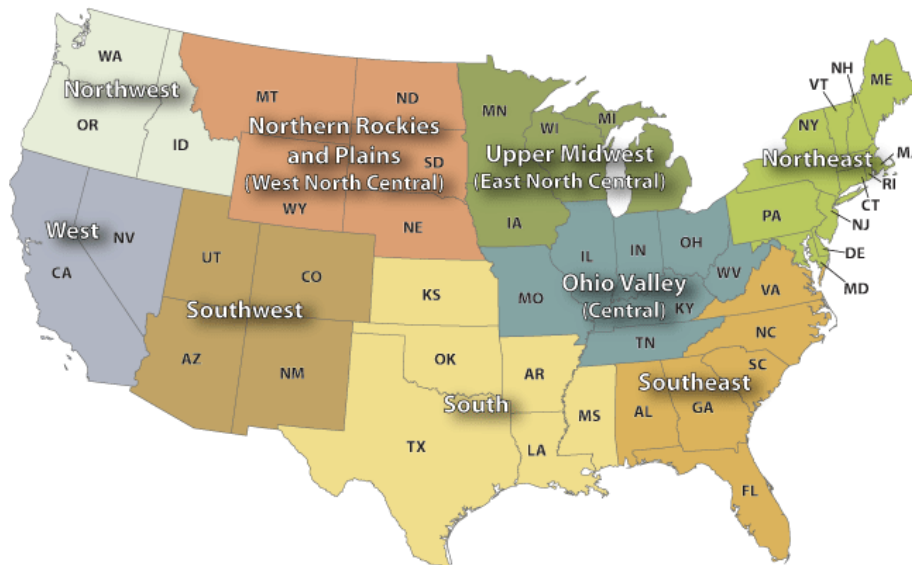 WA
Northwest
OR
ID
MT
ND
Northern Rockies
and Plains
(West North Central)
SD
WY
NE
MN
WI
MI
Upper Midwest
(East North Central)
IA
NH
VT
ME
NY
Northeast
MA
RI
CT
PA
NJ
DE
MD
West
NV
CA
UT
CO
Southwest
AZ
NM
IL
IN
OH
WV
Ohio Valley
(Central)
MO
KY
TN
KS
OK
AR
South
TX
LA
MS
VA
NC
SC
Southeast
AL
GA
FL